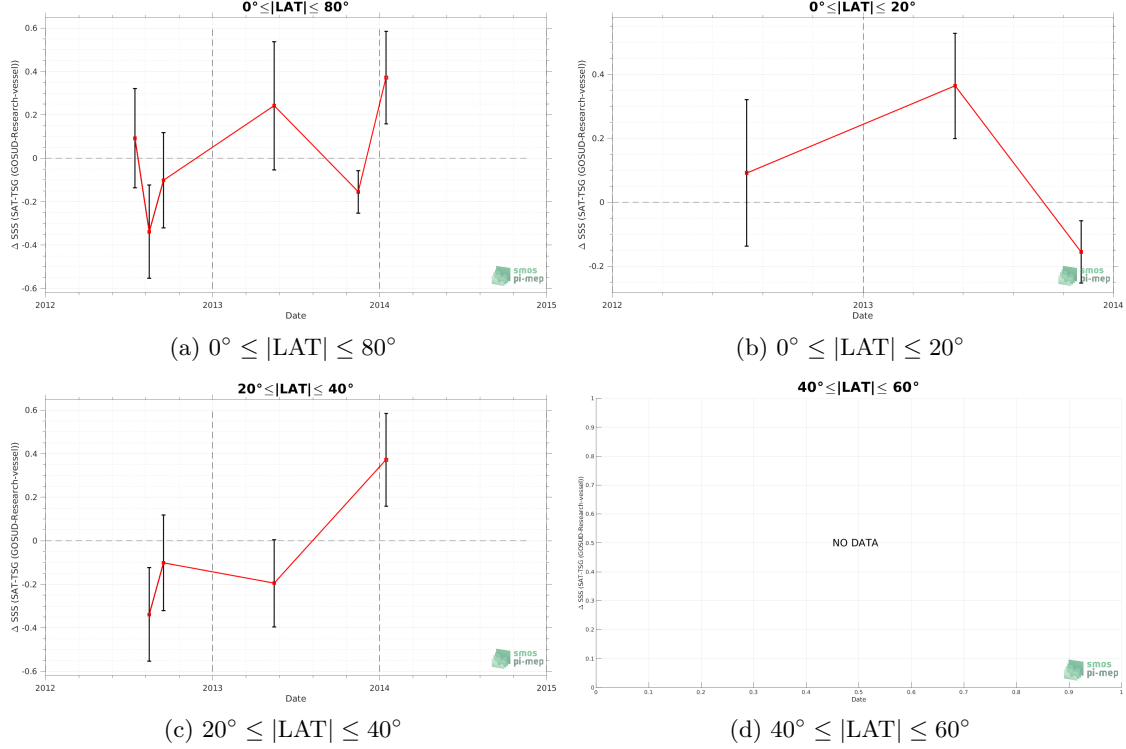 0°≤|LAT|≤ 80°
Δ SSS (SAT-TSG (GOSUD-Research-vessel))
0.6
0.4
0.2
0
-0.2
-0.4
-0.6
2012
2013
2014
2015
Date
smos
pi-mep
(a) 0° ≤ |LAT| ≤ 80°
0°≤|LAT|≤ 20°
Δ SSS (SAT-TSG (GOSUD-Research-vessel))
0.4
0.2
0
-0.2
2012
2013
2014
Date
smos
pi-mep
(b) 0° ≤ |LAT| ≤ 20°
20°≤|LAT|≤ 40°
Δ SSS (SAT-TSG (GOSUD-Research-vessel))
0.6
0.4
0.2
0
-0.2
-0.4
-0.6
2012
2013
2014
2015
Date
smos
pi-mep
(c) 20° ≤ |LAT| ≤ 40°
40°≤|LAT|≤ 60°
Δ SSS (SAT-TSG (GOSUD-Research-vessel))
1
0.9
0.8
0.7
0.6
0.5
0.4
0.3
0.2
0.1
0
NO DATA
0
0.1
0.2
0.3
0.4
0.5
0.6
0.7
0.8
0.9
1
Date
smos
pi-mep
(d) 40° ≤ |LAT| ≤ 60°